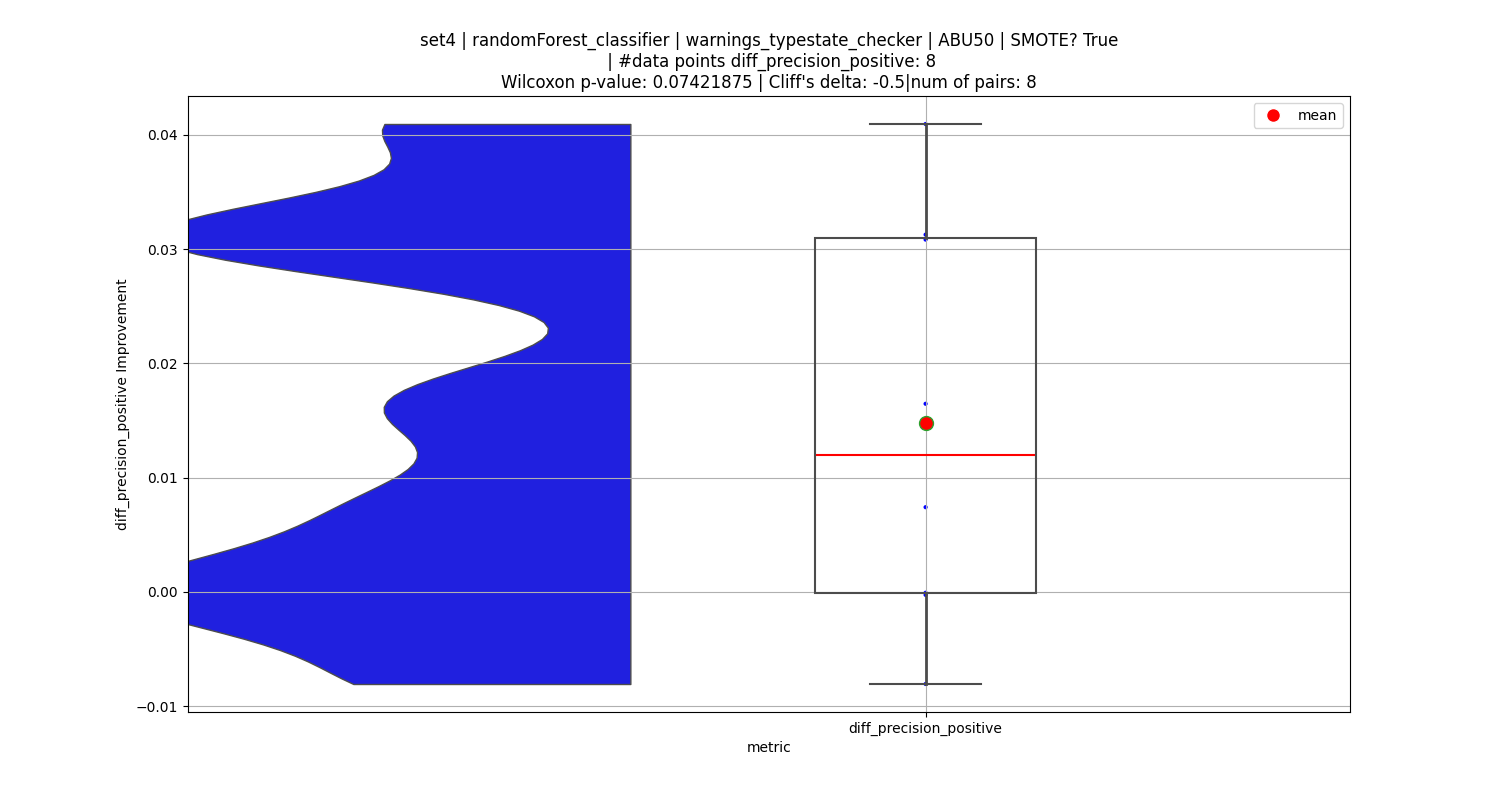 set4 | randomForest_classifier | warnings_typestate_checker | ABU50 | SMOTE? True
| #data points diff_precision_positive: 8
Wilcoxon p-value: 0.07421875 | Cliff's delta: -0.5|num of pairs: 8
mean
0.04
0.03
0.02
0.01
0.00
−0.01
diff_precision_positive Improvement
diff_precision_positive
metric